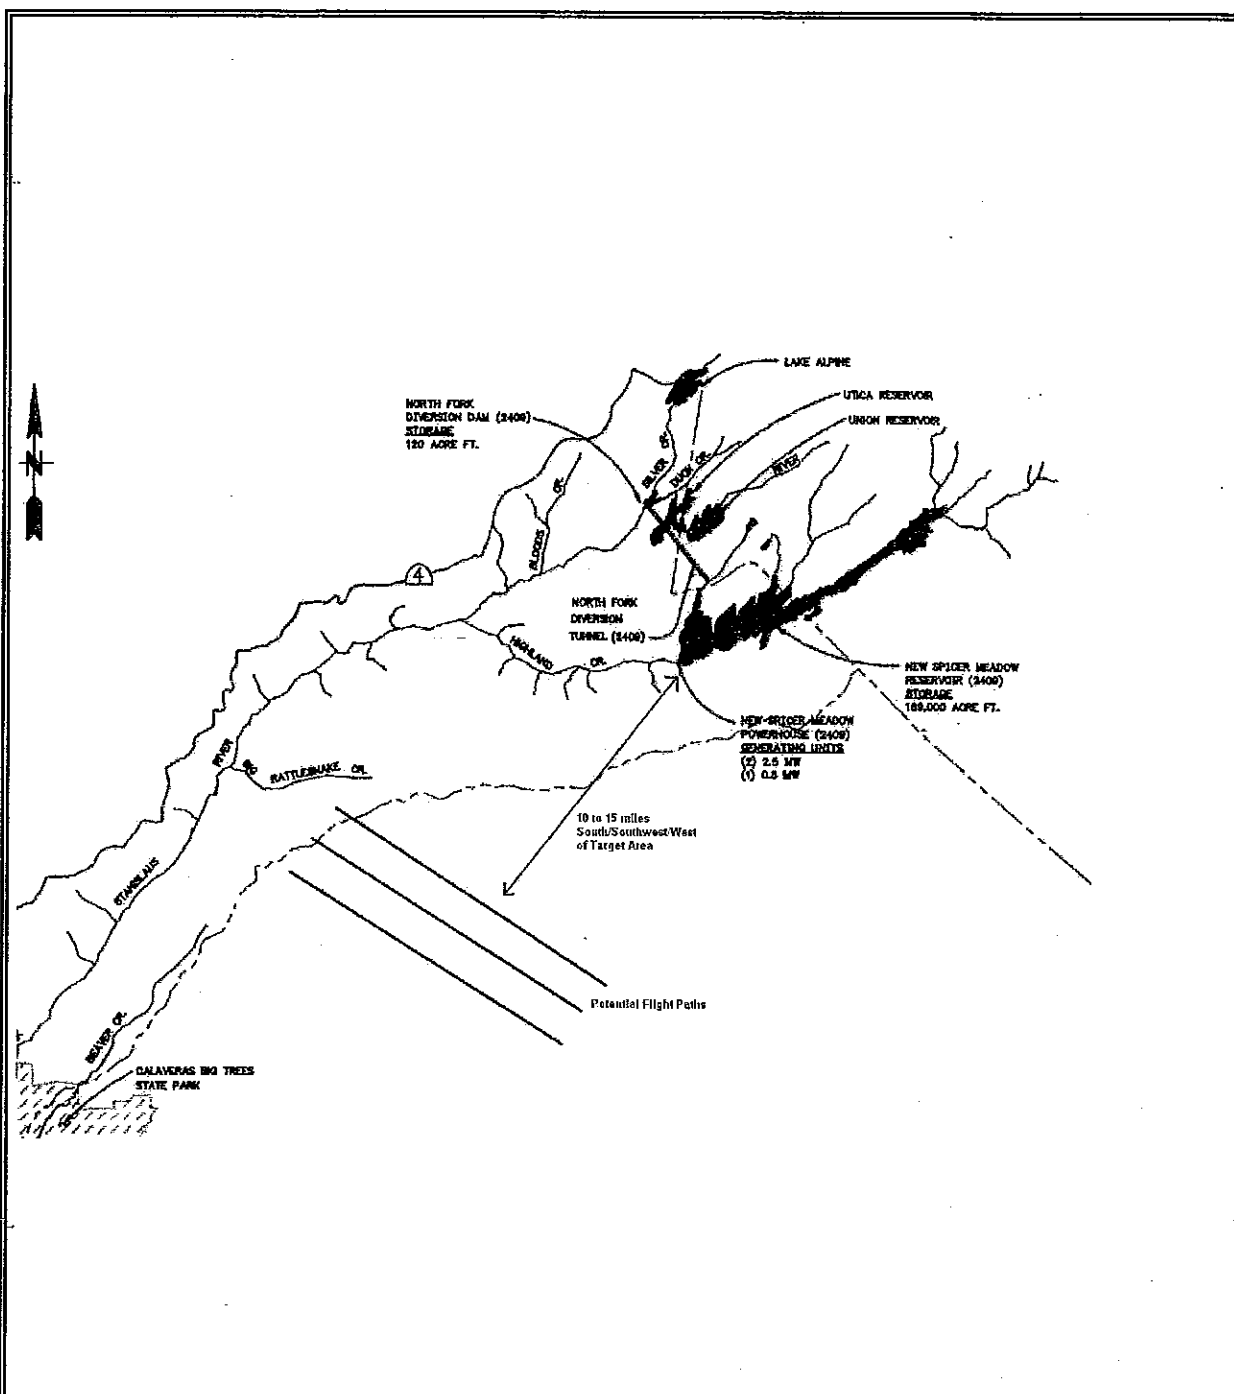 LAKE ALPINE
UTICA RESERVOIR
UNION RESERVOIR
NORTH FORK
DIVERSION DAM (2409)
STORAGE
120 ACRE FT.
SILVER CR.
DUCK CR.
RIVER
N
BLOODS CR.
4
NORTH FORK
DIVERSION
TUNNEL (2409)
HIGHLAND CR.
NEW SPICER MEADOW
RESERVOIR (2409)
STORAGE
189,000 ACRE FT.
NEW SPICER MEADOW
POWERHOUSE (2409)
GENERATING UNITS
(2) 2.5 MW
(1) 0.5 MW
STANISLAUS RIVER
RATTLESNAKE CR.
10 to 15 miles
South/Southwest/West
of Target Area
Potential Flight Paths
BEAVER CR.
CALAVERAS BIG TREES
STATE PARK